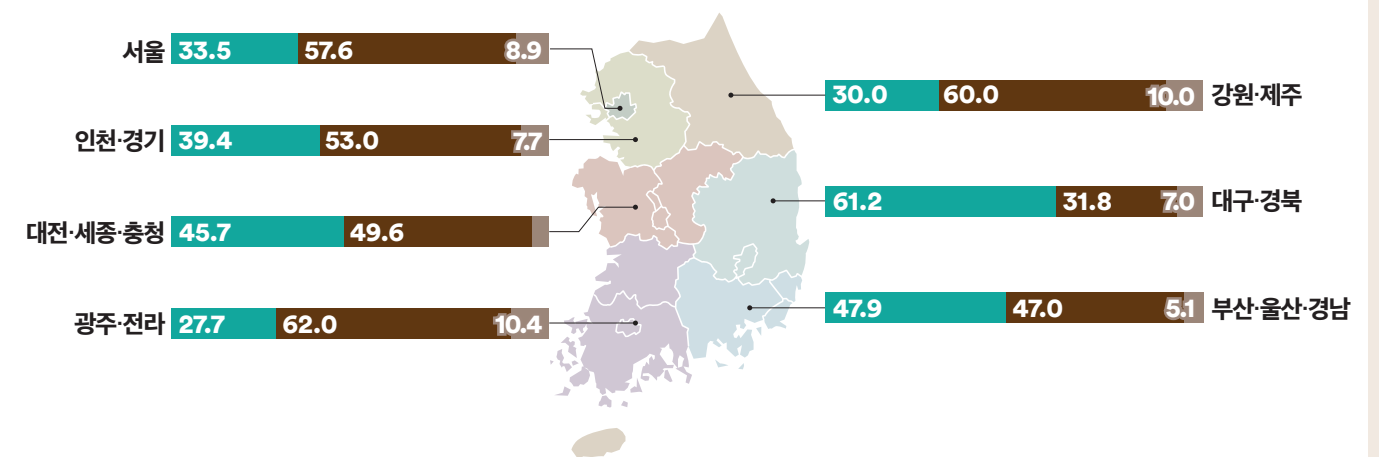 서울 33.5 57.6 8.9
인천·경기 39.4 53.0 7.7
대전·세종·충청 45.7 49.6
광주·전라 27.7 62.0 10.4
30.0 60.0 10.0 강원·제주
61.2 31.8 7.0 대구·경북
47.9 47.0 5.1 부산·울산·경남